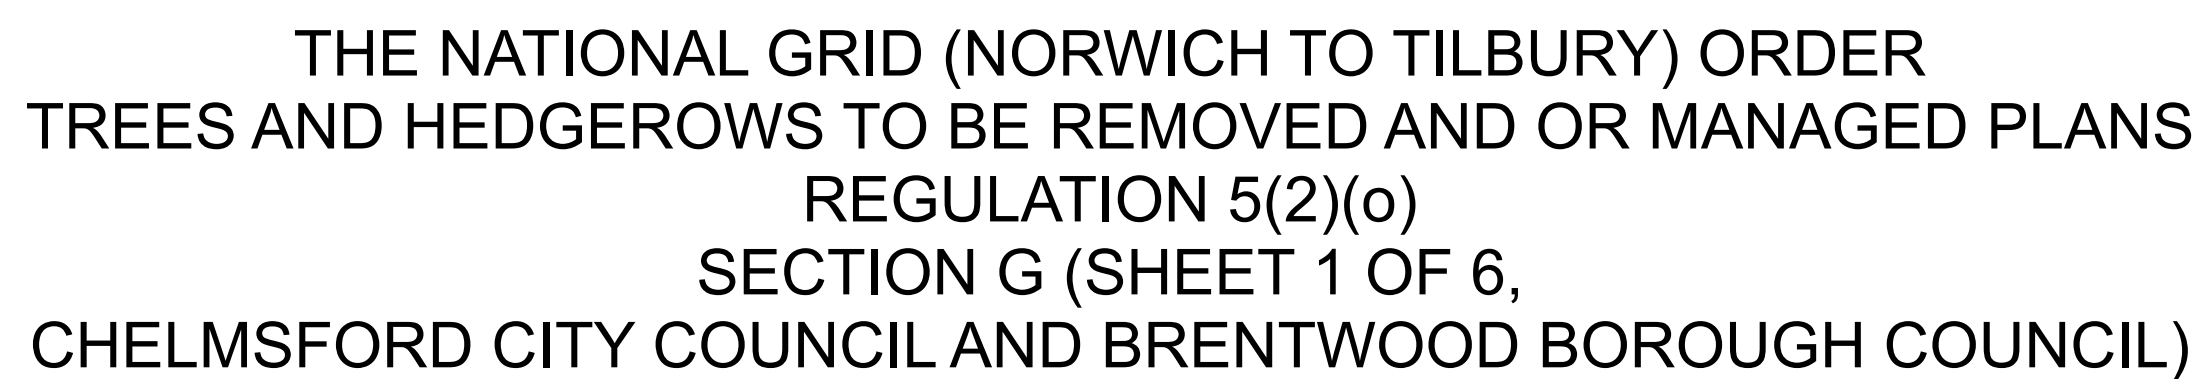 THE NATIONAL GRID (NORWICH TO TILBURY) ORDER
TREES AND HEDGEROWS TO BE REMOVED AND OR MANAGED PLANS
REGULATION 5(2)(o)
SECTION G (SHEET 1 OF 6,
CHELMSFORD CITY COUNCIL AND BRENTWOOD BOROUGH COUNCIL)